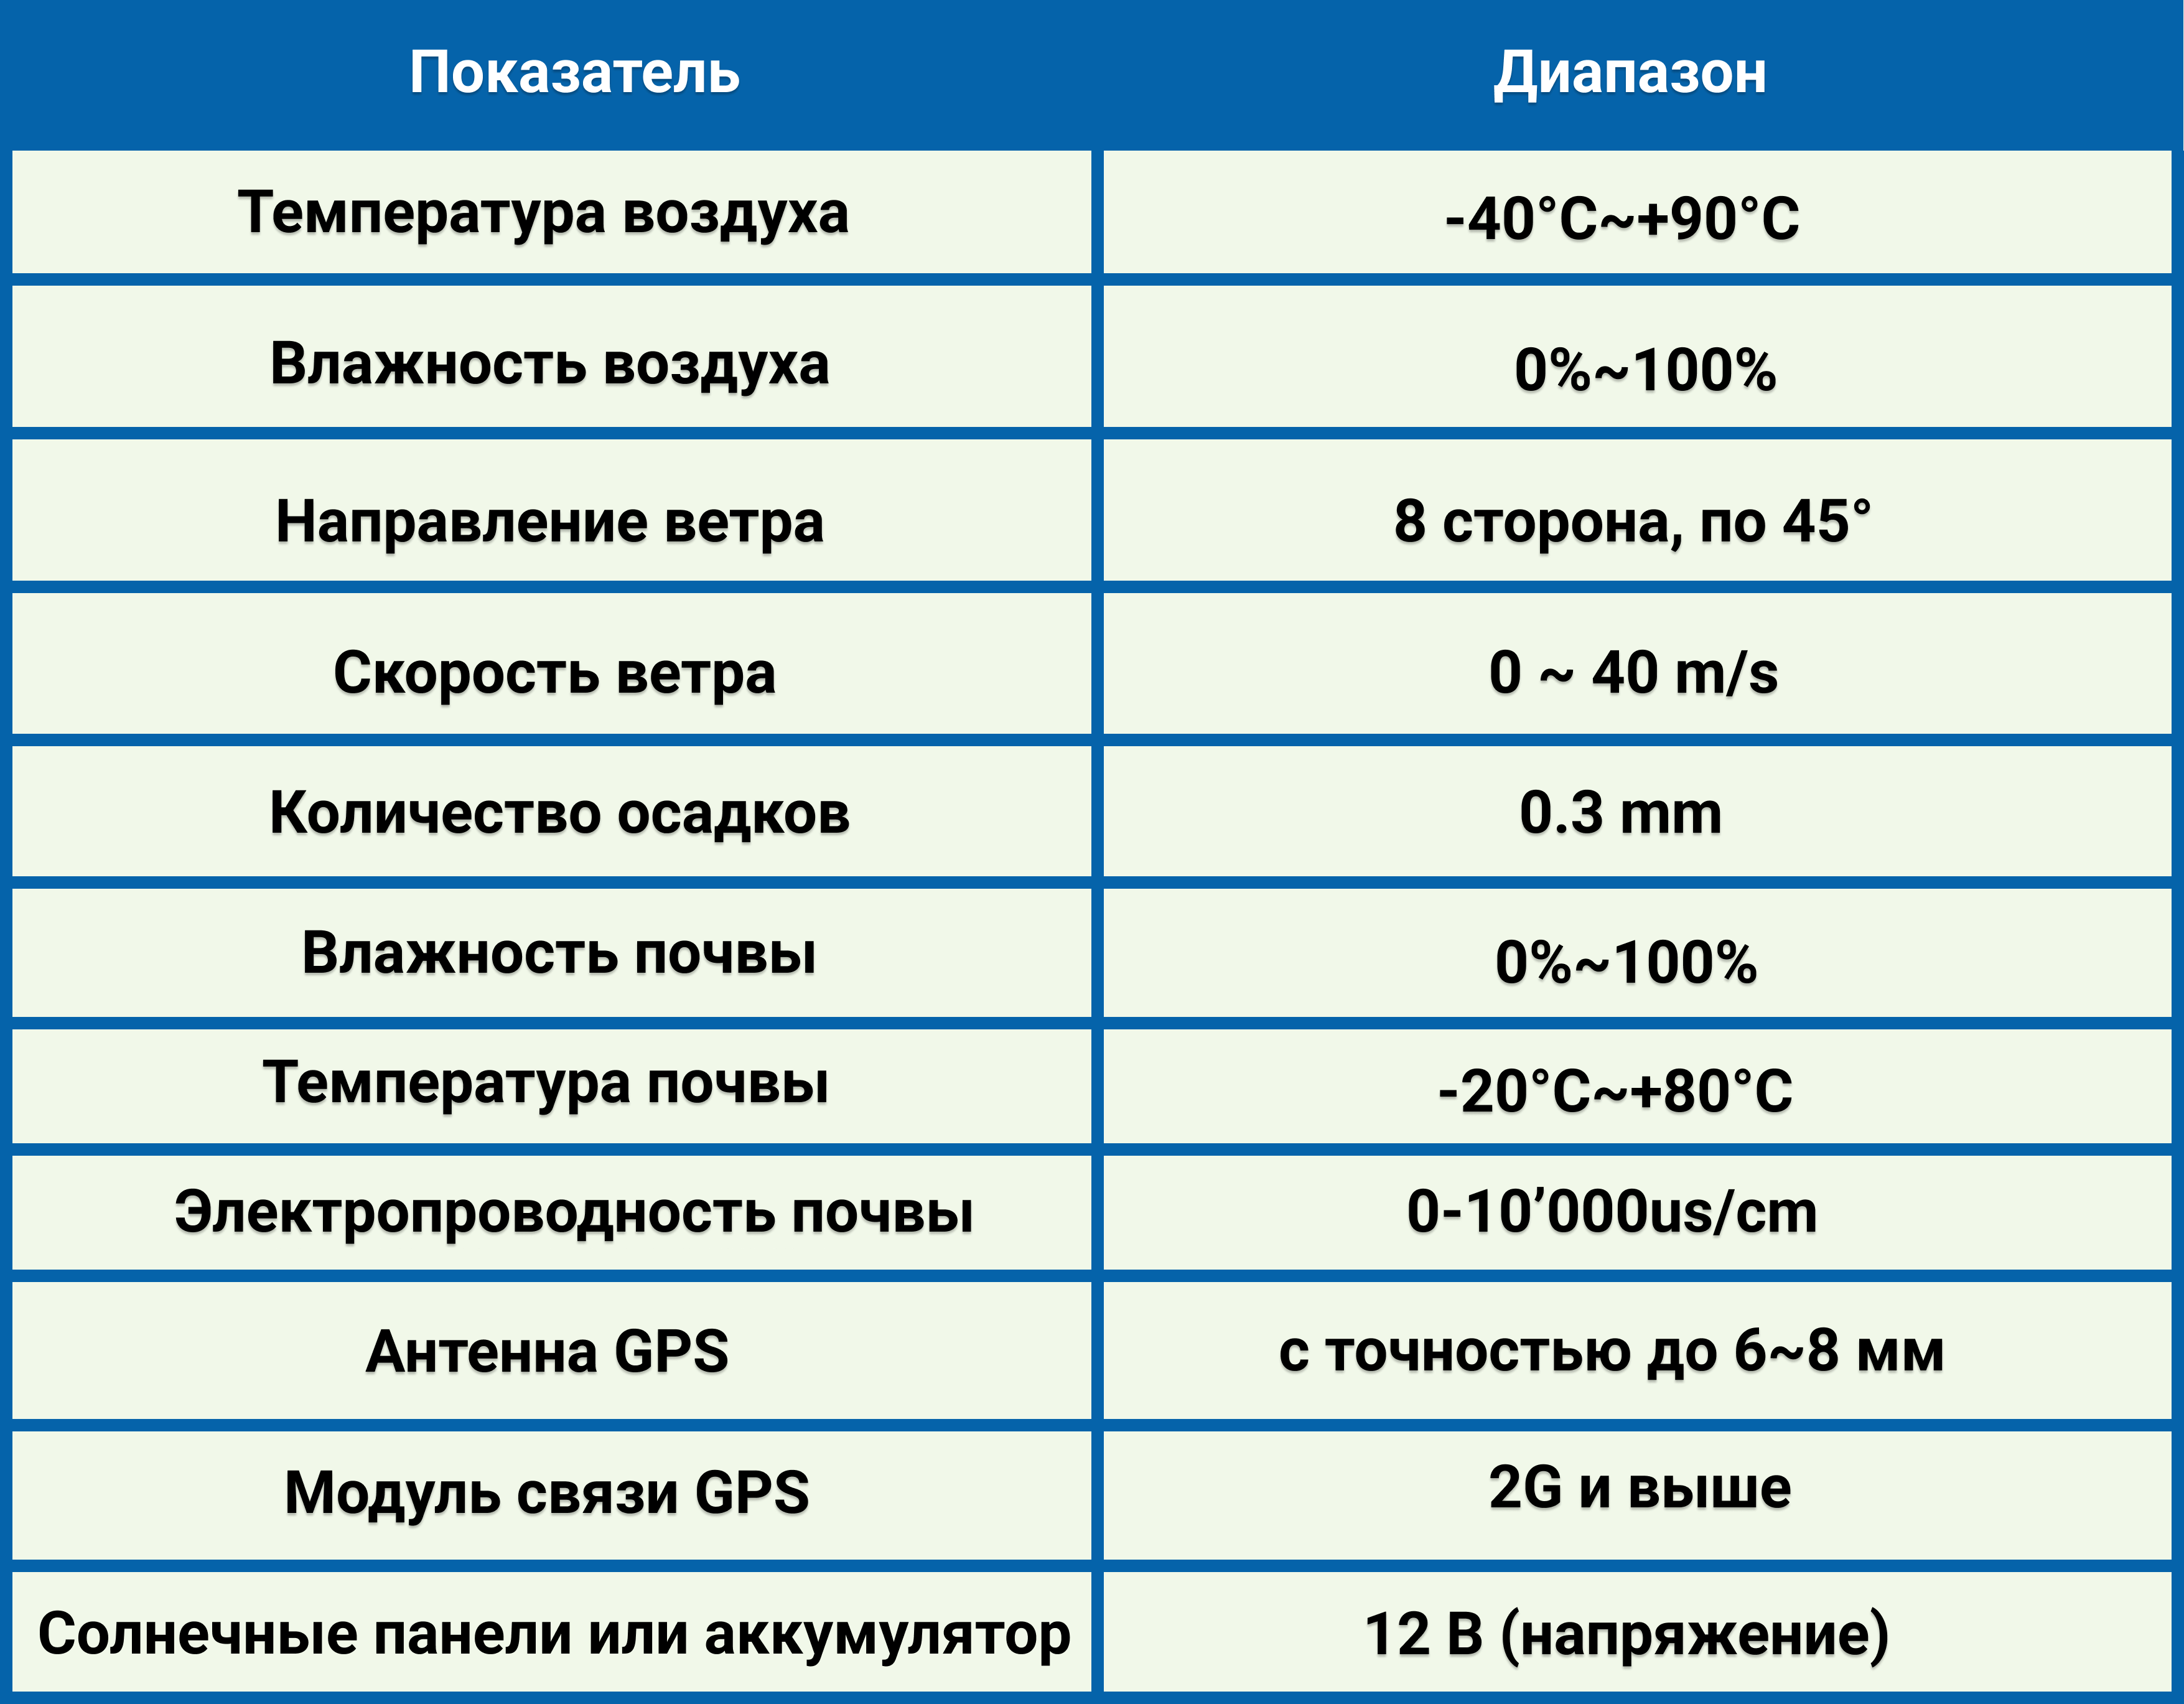 Показатель Диапазон
Температура воздуха -40°C~+90°C
Влажность воздуха 0%~100%
Направление ветра 8 сторона, по 45°
Скорость ветра 0 ~ 40 m/s
Количество осадков 0.3 mm
Влажность почвы 0%~100%
Температура почвы -20°C~+80°C
Электропроводность почвы 0-10’000us/cm
Антенна GPS с точностью до 6~8 мм
Модуль связи GPS 2G и выше
Солнечные панели или аккумулятор 12 В (напряжение)